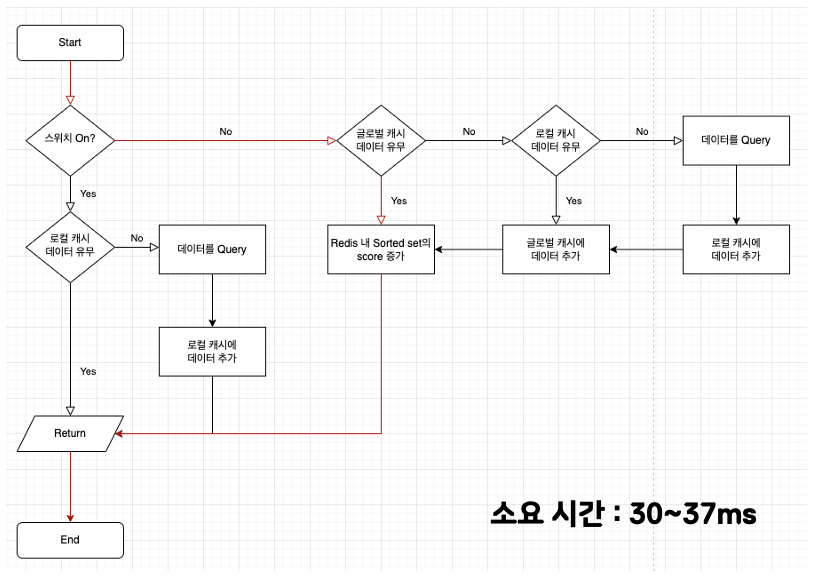 Start
스위치 On?
No
글로벌 캐시
데이터 유무
No
로컬 캐시
데이터 유무
No
데이터를 Query
Yes
Yes
Yes
로컬 캐시
데이터 유무
No
데이터를 Query
Redis 내 Sorted set의
score 증가
글로벌 캐시에
데이터 추가
로컬 캐시에
데이터 추가
로컬 캐시에
데이터 추가
Yes
Return
소요 시간 : 30~37ms
End